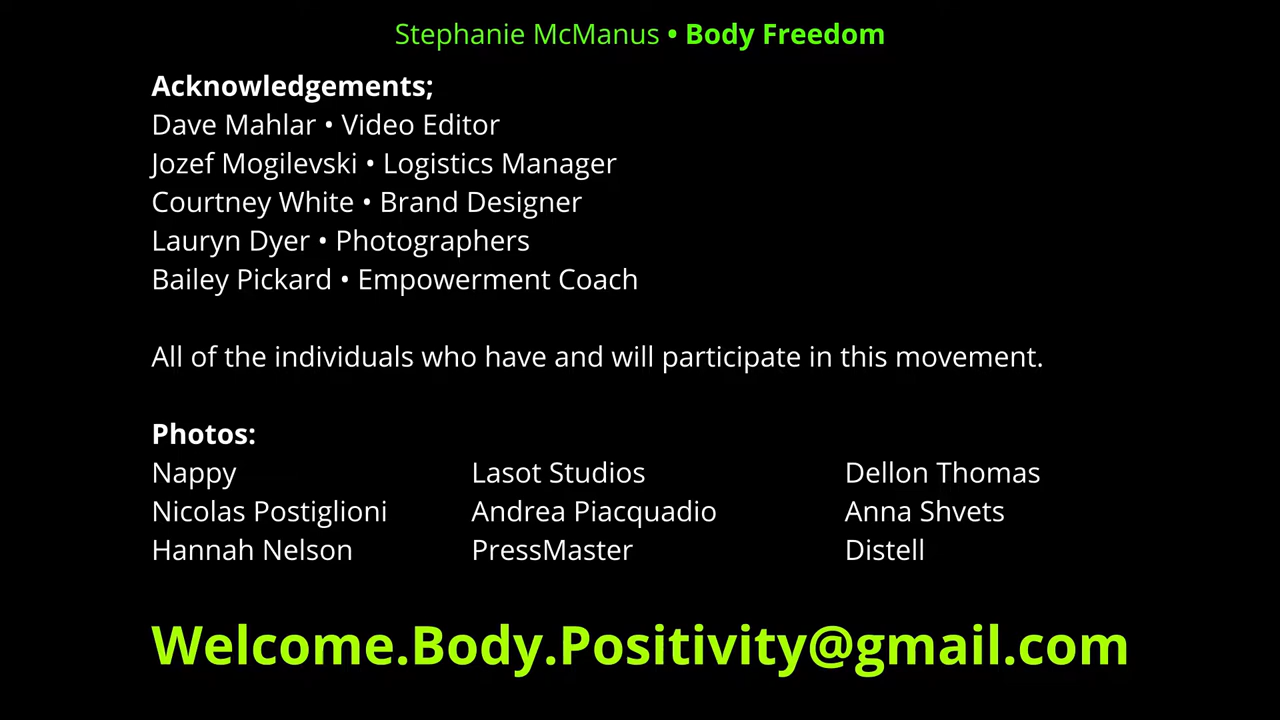 Stephanie McManus • Body Freedom
Acknowledgements;
Dave Mahlar • Video Editor
Jozef Mogilevski • Logistics Manager
Courtney White • Brand Designer
Lauryn Dyer • Photographers
Bailey Pickard • Empowerment Coach
All of the individuals who have and will participate in this movement.
Photos:
Nappy Lasot Studios Dellon Thomas
Nicolas Postiglioni Andrea Piacquadio Anna Shvets
Hannah Nelson PressMaster Distell
Welcome.Body.Positivity@gmail.com